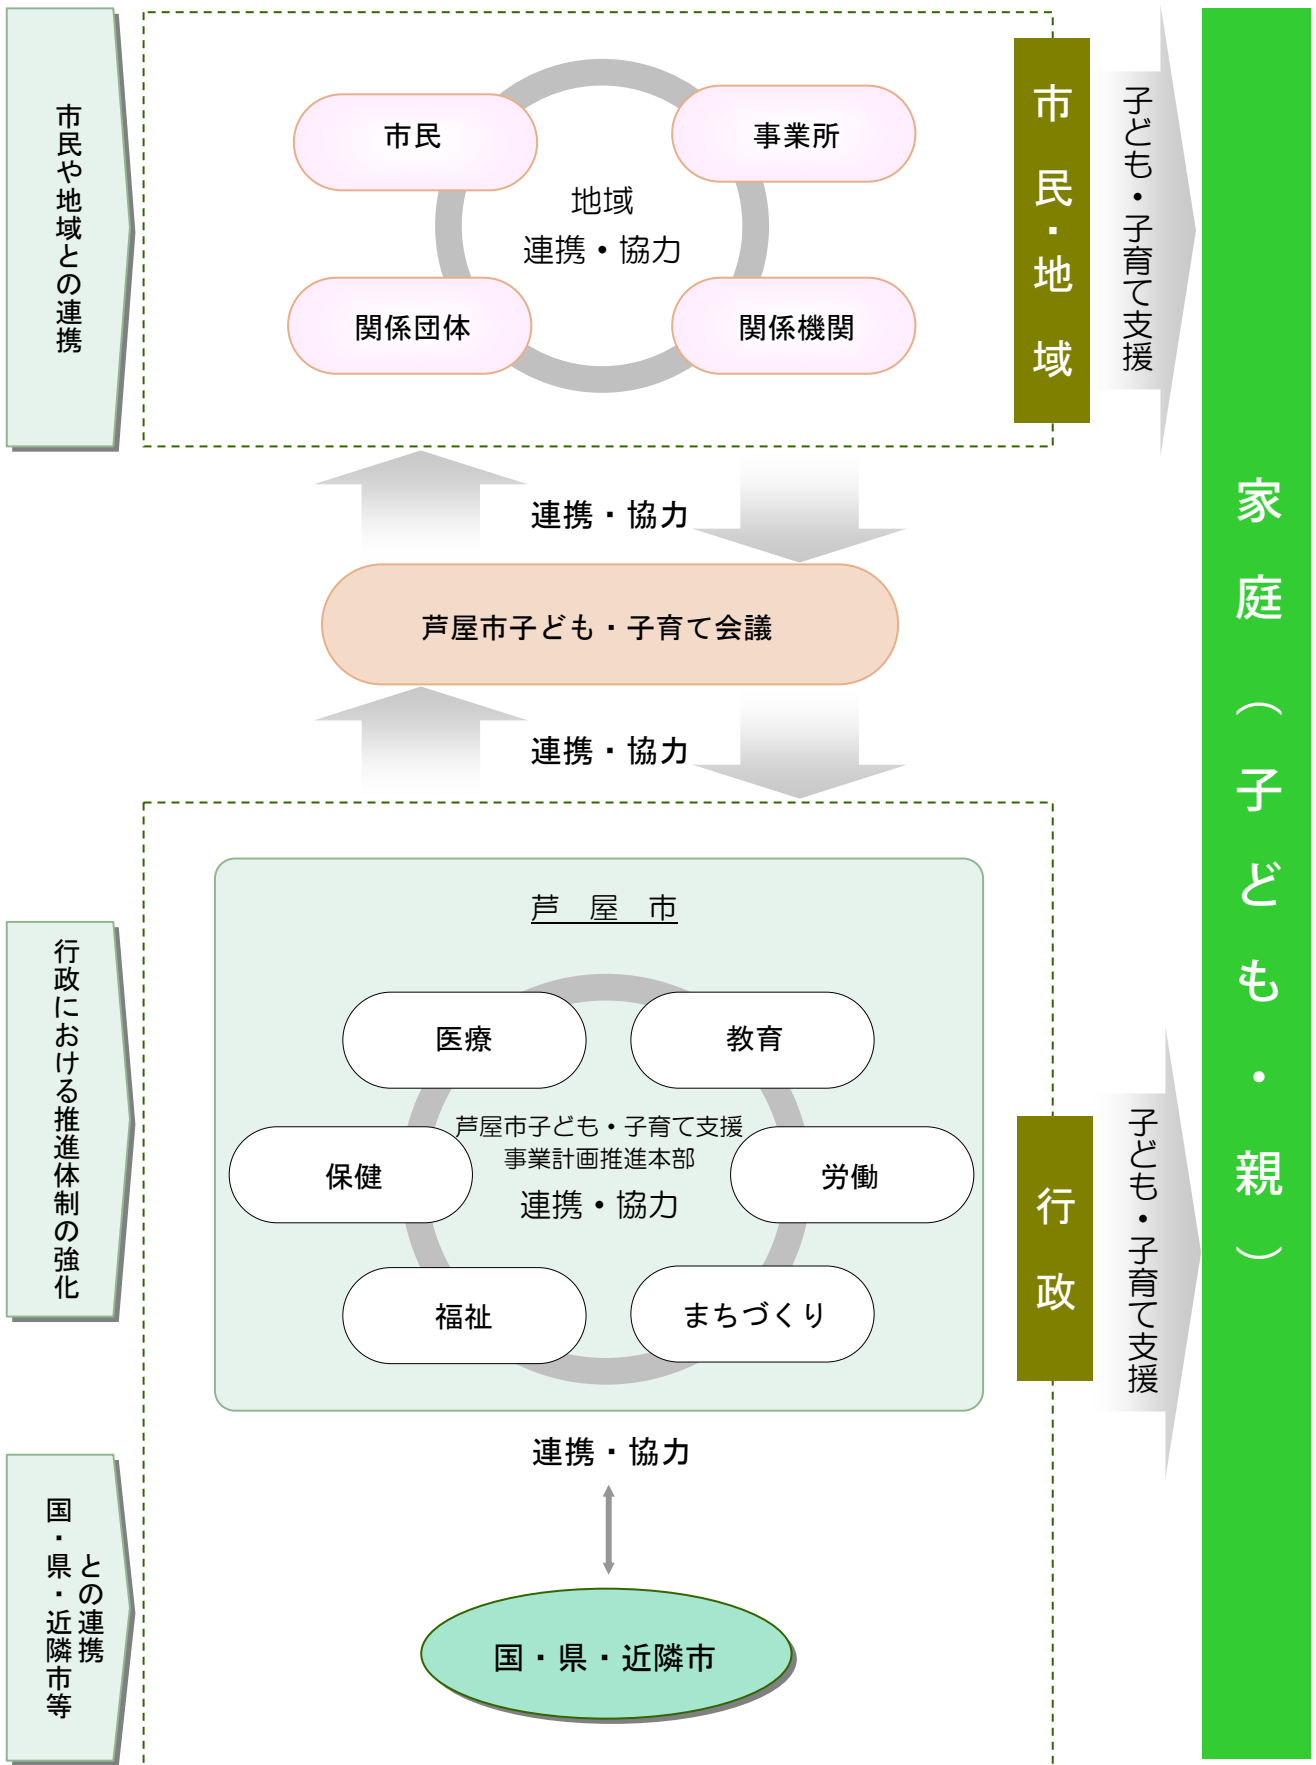 市民や地域との連携
市民
事業所
地域
連携・協力
関係団体
関係機関
市民・地域
子ども・子育て支援
連携・協力
芦屋市子ども・子育て会議
連携・協力
家庭（子ども・親）
行政における推進体制の強化
芦屋市
医療
教育
芦屋市子ども・子育て支援
事業計画推進本部
連携・協力
保健
労働
福祉
まちづくり
行政
子ども・子育て支援
連携・協力
国・県・近隣市等
との連携
国・県・近隣市